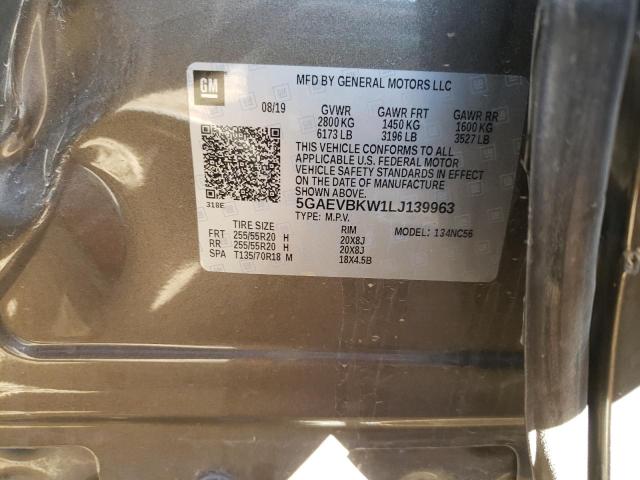 GM
MFD BY GENERAL MOTORS LLC
08/19 GVWR GAWR FRT GAWR RR
2800 KG 1450 KG 1600 KG
6173 LB 3196 LB 3527 LB
THIS VEHICLE CONFORMS TO ALL
APPLICABLE U.S. FEDERAL MOTOR
VEHICLE SAFETY STANDARDS IN EFFECT
ON THE DATE OF MANUFACTURE SHOWN ABOVE.
318E 5GAEVBKW1LJ139963
TYPE: M.P.V.
TIRE SIZE RIM MODEL: 134NC56
FRT 255/55R20 H 20X8J
RR 255/55R20 H 20X8J
SPA T135/70R18 M 18X4.5B